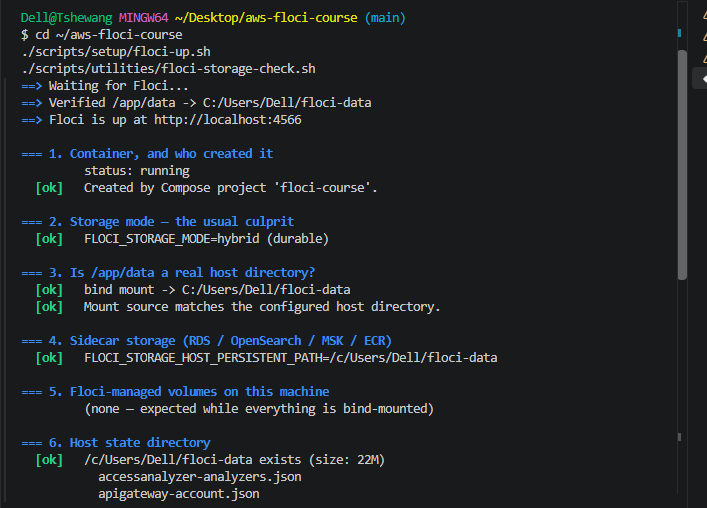 Dell@Tshewang MINGW64 ~/Desktop/aws-floci-course (main)
$ cd ~/aws-floci-course
./scripts/setup/floci-up.sh
./scripts/utilities/floci-storage-check.sh
==> Waiting for Floci...
==> Verified /app/data -> C:/Users/Dell/floci-data
==> Floci is up at http://localhost:4566
=== 1. Container, and who created it
status: running
[ok] Created by Compose project 'floci-course'.
=== 2. Storage mode — the usual culprit
[ok] FLOCI_STORAGE_MODE=hybrid (durable)
=== 3. Is /app/data a real host directory?
[ok] bind mount -> C:/Users/Dell/floci-data
[ok] Mount source matches the configured host directory.
=== 4. Sidecar storage (RDS / OpenSearch / MSK / ECR)
[ok] FLOCI_STORAGE_HOST_PERSISTENT_PATH=/c/Users/Dell/floci-data
=== 5. Floci-managed volumes on this machine
(none — expected while everything is bind-mounted)
=== 6. Host state directory
[ok] /c/Users/Dell/floci-data exists (size: 22M)
accessanalyzer-analyzers.json
apigateway-account.json